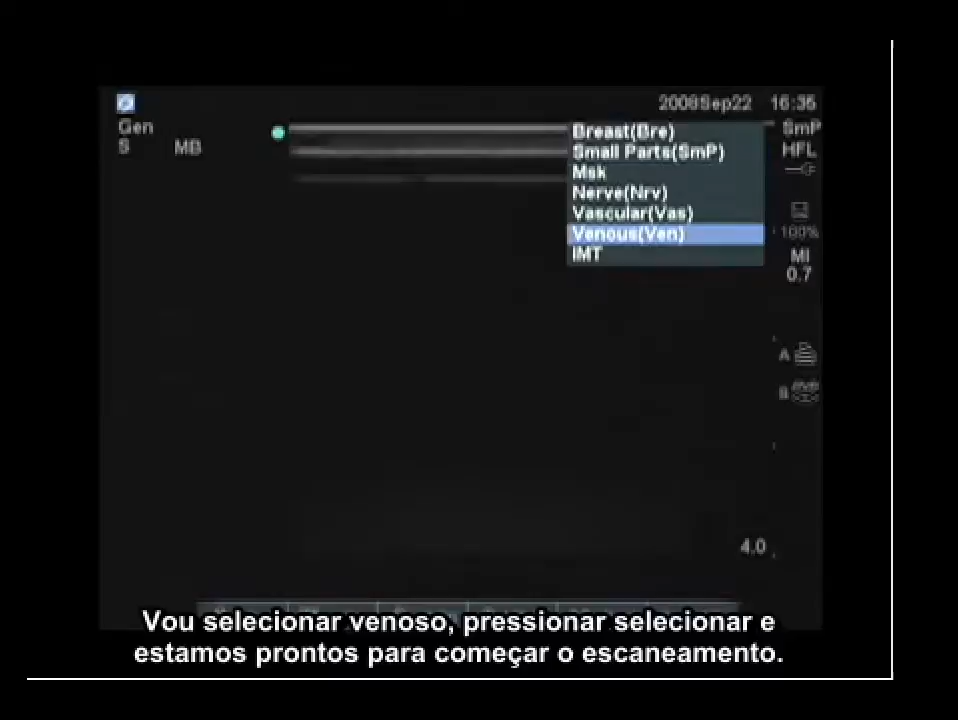 2008Sep22 16:35
Gen
S MB
Breast(Bre)
Small Parts(SmP)
Msk
Nerve(Nrv)
Vascular(Vas)
Venous(Ven)
IMT
SmP
HFL
100%
MI
0.7
A
B
4.0
Vou selecionar venoso, pressionar selecionar e
estamos prontos para começar o escaneamento.